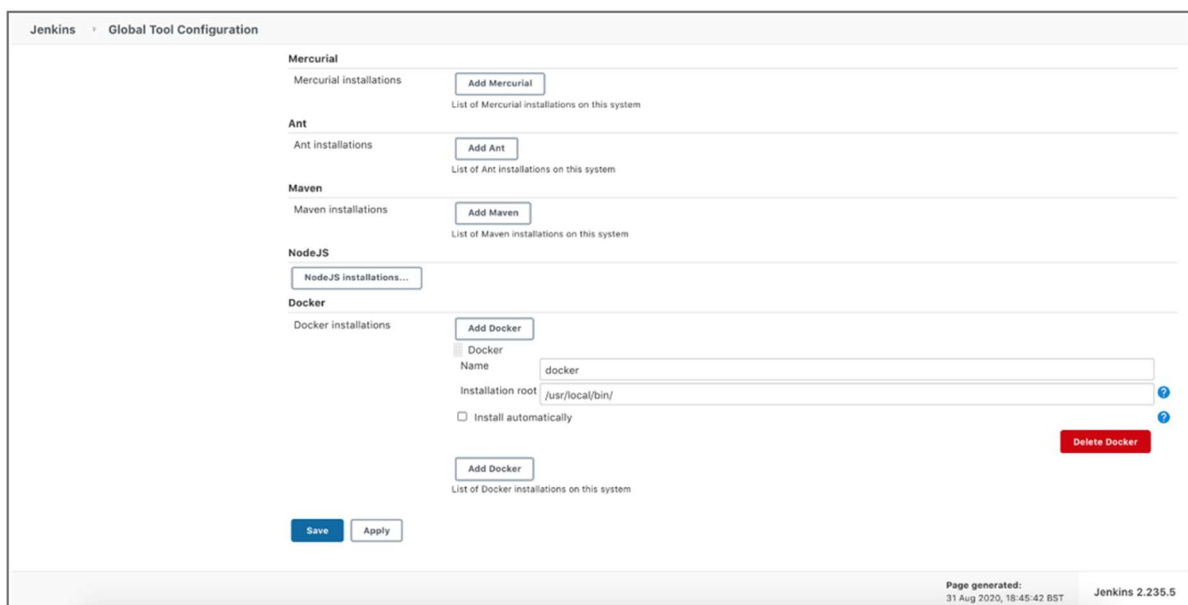 Jenkins › Global Tool Configuration
Mercurial
Mercurial installations Add Mercurial
List of Mercurial installations on this system
Ant
Ant installations Add Ant
List of Ant installations on this system
Maven
Maven installations Add Maven
List of Maven installations on this system
NodeJS
NodeJS installations...
Docker
Docker installations Add Docker
Docker
Name docker
Installation root /usr/local/bin/ ?
Install automatically ?
Delete Docker
Add Docker
List of Docker installations on this system
Save Apply
Page generated:
31 Aug 2020, 18:45:42 BST Jenkins 2.235.5